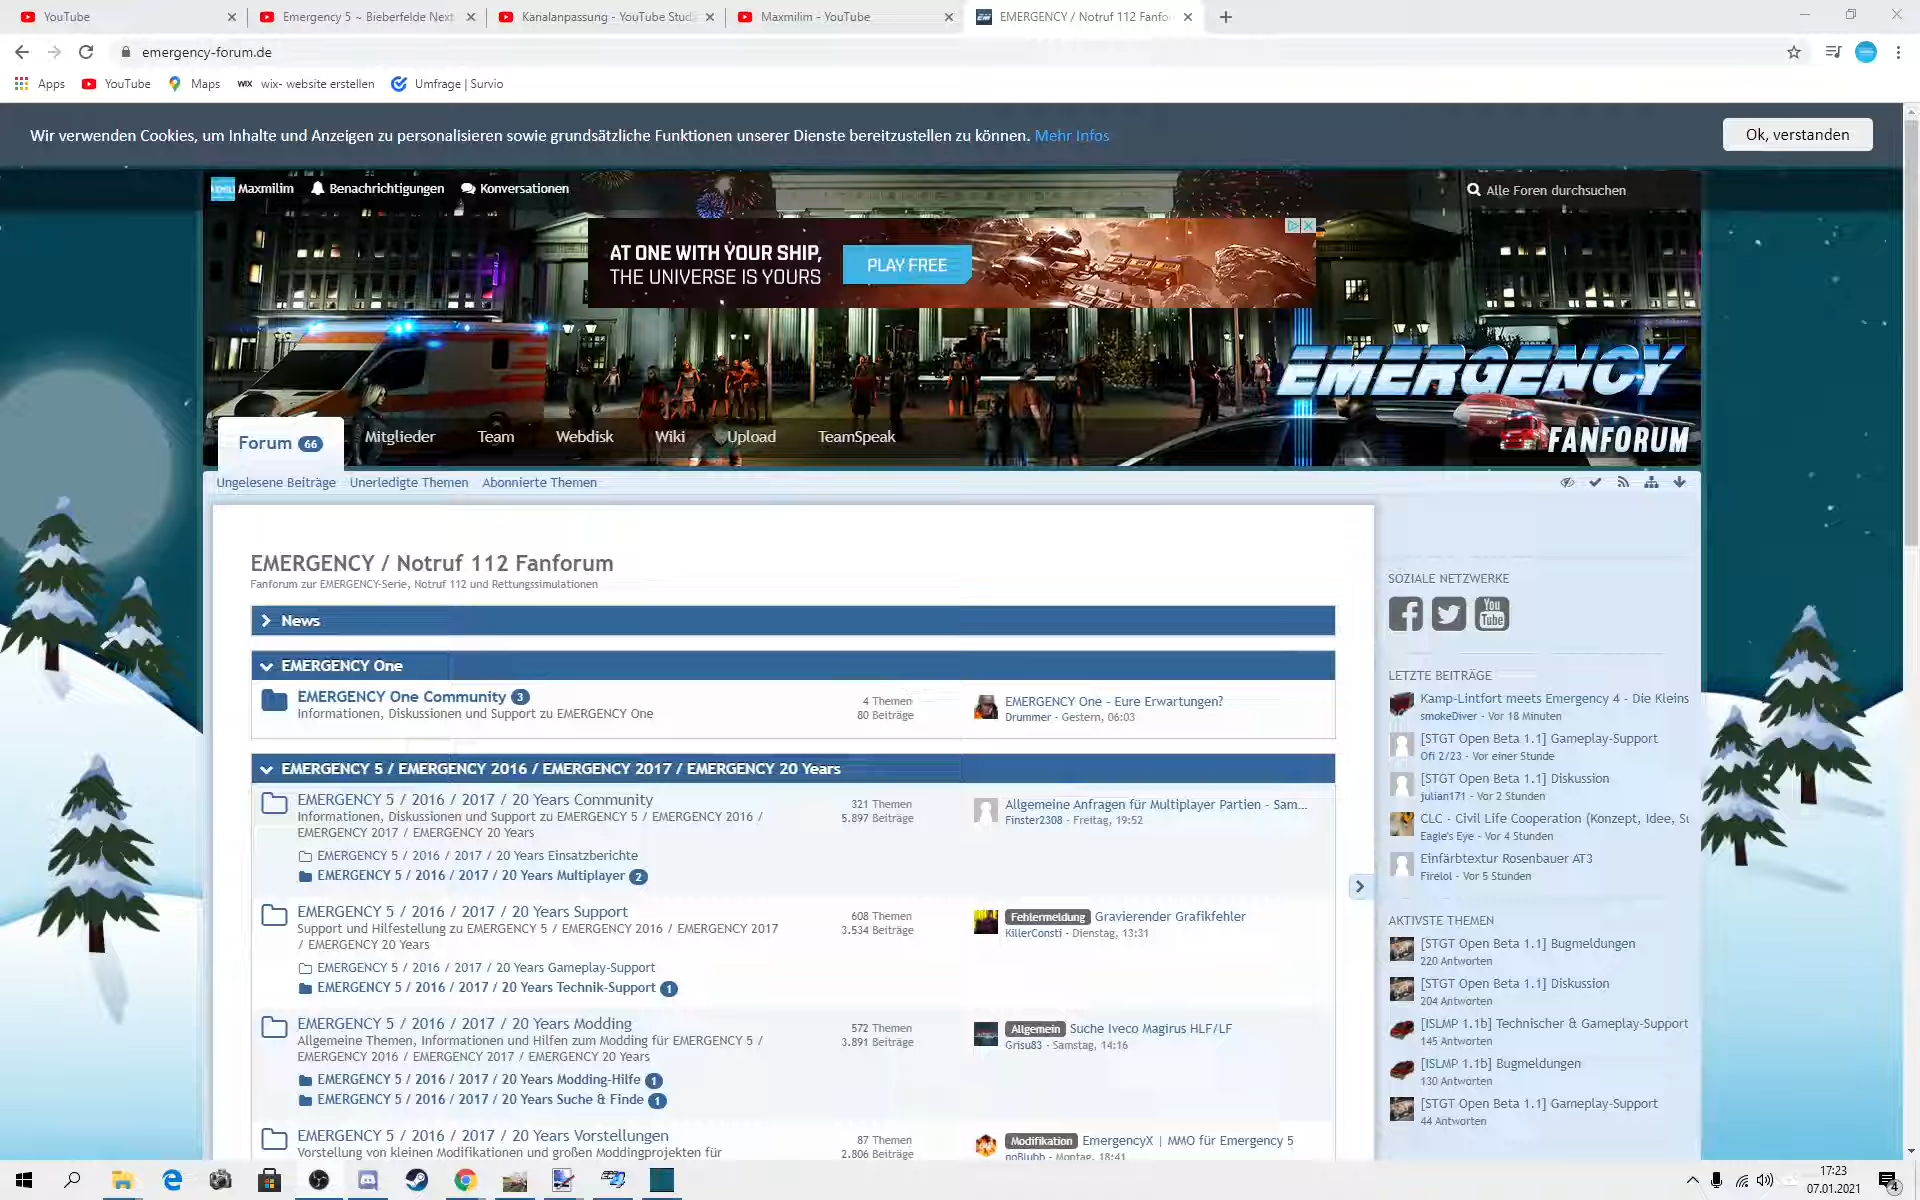 YouTube
Emergency 5 ~ Bieberfelde Next
Kanalanpassung - YouTube Stud
Maxmilim - YouTube
EMERGENCY / Notruf 112 Fanfo
emergency-forum.de
Apps
YouTube
Maps
WIX wix- website erstellen
Umfrage | Survio
Wir verwenden Cookies, um Inhalte und Anzeigen zu personalisieren sowie grundsätzliche Funktionen unserer Dienste bereitzustellen zu können. Mehr Infos
Ok, verstanden
Maxmilim
Benachrichtigungen
Konversationen
Alle Foren durchsuchen
AT ONE WITH YOUR SHIP,
THE UNIVERSE IS YOURS
PLAY FREE
EMERGENCY
FANFORUM
Forum 66
Mitglieder
Team
Webdisk
Wiki
Upload
TeamSpeak
Ungelesene Beiträge
Unerledigte Themen
Abonnierte Themen
EMERGENCY / Notruf 112 Fanforum
Fanforum zur EMERGENCY-Serie, Notruf 112 und Rettungssimulationen
News
EMERGENCY One
EMERGENCY One Community 3
Informationen, Diskussionen und Support zu EMERGENCY One
4 Themen
80 Beiträge
EMERGENCY One - Eure Erwartungen?
Drummer - Gestern, 06:03
EMERGENCY 5 / EMERGENCY 2016 / EMERGENCY 2017 / EMERGENCY 20 Years
EMERGENCY 5 / 2016 / 2017 / 20 Years Community
Informationen, Diskussionen und Support zu EMERGENCY 5 / EMERGENCY 2016 /
EMERGENCY 2017 / EMERGENCY 20 Years
321 Themen
5.897 Beiträge
Allgemeine Anfragen für Multiplayer Partien - Sam...
Finster2308 - Freitag, 19:52
EMERGENCY 5 / 2016 / 2017 / 20 Years Einsatzberichte
EMERGENCY 5 / 2016 / 2017 / 20 Years Multiplayer 2
EMERGENCY 5 / 2016 / 2017 / 20 Years Support
Support und Hilfestellung zu EMERGENCY 5 / EMERGENCY 2016 / EMERGENCY 2017
/ EMERGENCY 20 Years
608 Themen
3.534 Beiträge
Fehlermeldung Gravierender Grafikfehler
KillerConsti - Dienstag, 13:31
EMERGENCY 5 / 2016 / 2017 / 20 Years Gameplay-Support
EMERGENCY 5 / 2016 / 2017 / 20 Years Technik-Support 1
EMERGENCY 5 / 2016 / 2017 / 20 Years Modding
Allgemeine Themen, Informationen und Hilfen zum Modding für EMERGENCY 5 /
EMERGENCY 2016 / EMERGENCY 2017 / EMERGENCY 20 Years
572 Themen
3.891 Beiträge
Allgemein Suche Iveco Magirus HLF/LF
Grisu83 - Samstag, 14:16
EMERGENCY 5 / 2016 / 2017 / 20 Years Modding-Hilfe 1
EMERGENCY 5 / 2016 / 2017 / 20 Years Suche & Finde 1
EMERGENCY 5 / 2016 / 2017 / 20 Years Vorstellungen
Vorstellung von kleinen Modifikationen und großen Moddingprojekten für
87 Themen
2.806 Beiträge
Modifikation EmergencyX | MMO für Emergency 5
noBlubb - Montag, 18:41
SOZIALE NETZWERKE
You
Tube
LETZTE BEITRÄGE
Kamp-Lintfort meets Emergency 4 - Die Kleins
smokeDiver - Vor 18 Minuten
[STGT Open Beta 1.1] Gameplay-Support
Ofi 2/23 - Vor einer Stunde
[STGT Open Beta 1.1] Diskussion
julian171 - Vor 2 Stunden
CLC - Civil Life Cooperation (Konzept, Idee, Su
Eagle's Eye - Vor 4 Stunden
Einfärbtextur Rosenbauer AT3
Firelol - Vor 5 Stunden
AKTIVSTE THEMEN
[STGT Open Beta 1.1] Bugmeldungen
220 Antworten
[STGT Open Beta 1.1] Diskussion
204 Antworten
[ISLMP 1.1b] Technischer & Gameplay-Support
145 Antworten
[ISLMP 1.1b] Bugmeldungen
130 Antworten
[STGT Open Beta 1.1] Gameplay-Support
44 Antworten
17:23
07.01.2021
4